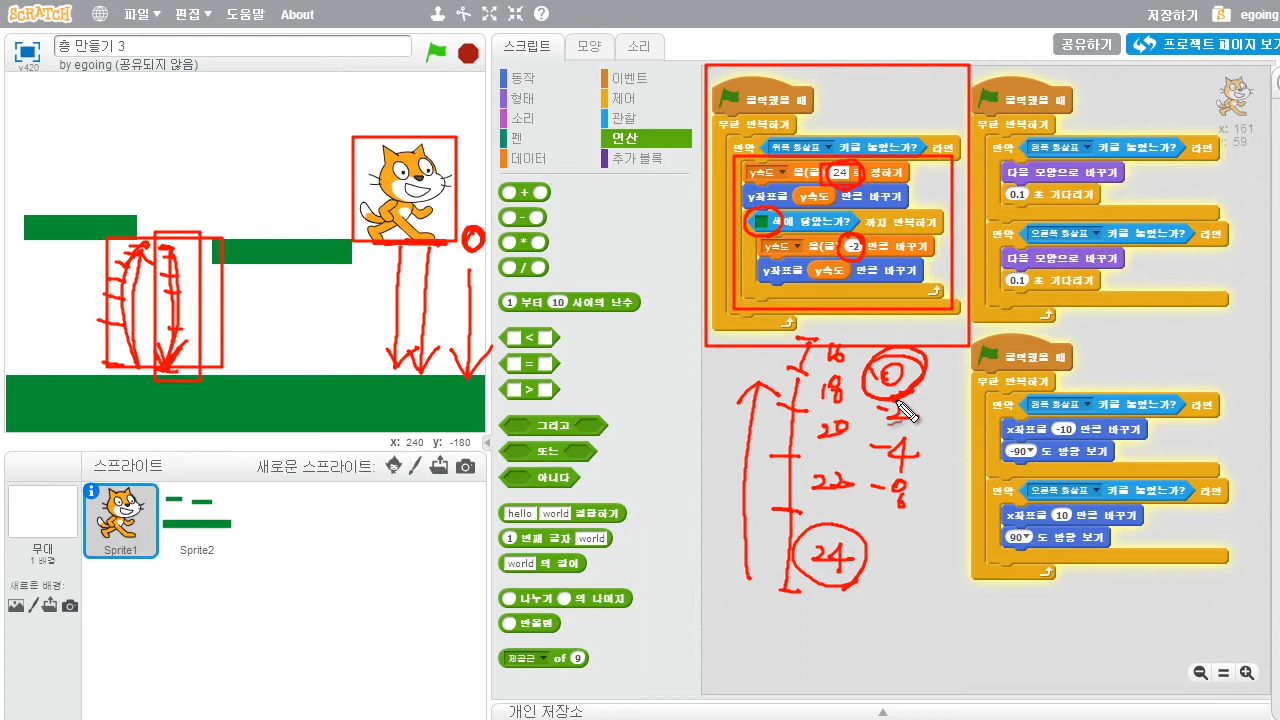 SCRATCH 파일 편집 도움말 About 저장하기 egoing
층 만들기 3
by egoing (공유되지 않음)
v420
스크립트 모양 소리 공유하기 프로젝트 페이지 보기
동작 이벤트
형태 제어
소리 관찰
펜 연산
데이터 추가 블록
+
-
*
/
1 부터 10 사이의 난수
<
=
>
그리고
또는
아니다
hello world 결합하기
1 번째 글자 world
world 의 길이
나누기 의 나머지
반올림
제곱근 of 9
클릭했을 때
무한 반복하기
만약 위쪽 화살표 키를 눌렀는가? 라면
y속도 을(를) 24 로 정하기
y좌표를 y속도 만큼 바꾸기
색에 닿았는가? 까지 반복하기
y속도 을(를) -2 만큼 바꾸기
y좌표를 y속도 만큼 바꾸기
클릭했을 때
무한 반복하기
만약 왼쪽 화살표 키를 눌렀는가? 라면
다음 모양으로 바꾸기
0.1 초 기다리기
만약 오른쪽 화살표 키를 눌렀는가? 라면
다음 모양으로 바꾸기
0.1 초 기다리기
클릭했을 때
무한 반복하기
만약 왼쪽 화살표 키를 눌렀는가? 라면
x좌표를 -10 만큼 바꾸기
-90 도 방향 보기
만약 오른쪽 화살표 키를 눌렀는가? 라면
x좌표를 10 만큼 바꾸기
90 도 방향 보기
x: 161
y: 59
0
16 0
18 -2
20 -4
22
24
x: 240 y: -180
스프라이트 새로운 스프라이트:
무대
1 배경
새로운 배경:
Sprite1
Sprite2
개인 저장소